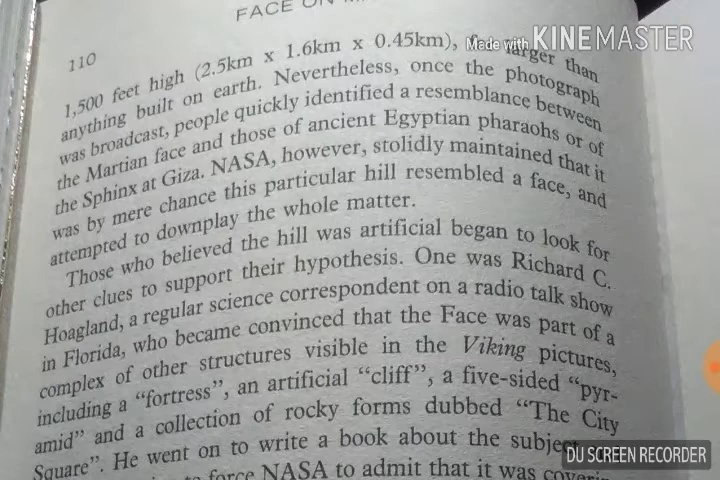 FACE ON M
110
Made with KINEMASTER
1,500 feet high (2.5km x 1.6km x 0.45km), far larger than
anything built on earth. Nevertheless, once the photograph
was broadcast, people quickly identified a resemblance between
the Martian face and those of ancient Egyptian pharaohs or of
the Sphinx at Giza. NASA, however, stolidly maintained that it
was by mere chance this particular hill resembled a face, and
attempted to downplay the whole matter.
Those who believed the hill was artificial began to look for
other clues to support their hypothesis. One was Richard C.
Hoagland, a regular science correspondent on a radio talk show
in Florida, who became convinced that the Face was part of a
complex of other structures visible in the Viking pictures,
including a “fortress”, an artificial “cliff”, a five-sided “pyr-
amid” and a collection of rocky forms dubbed “The City
Square”. He went on to write a book about the subject
force NASA to admit that it was
DU SCREEN RECORDER